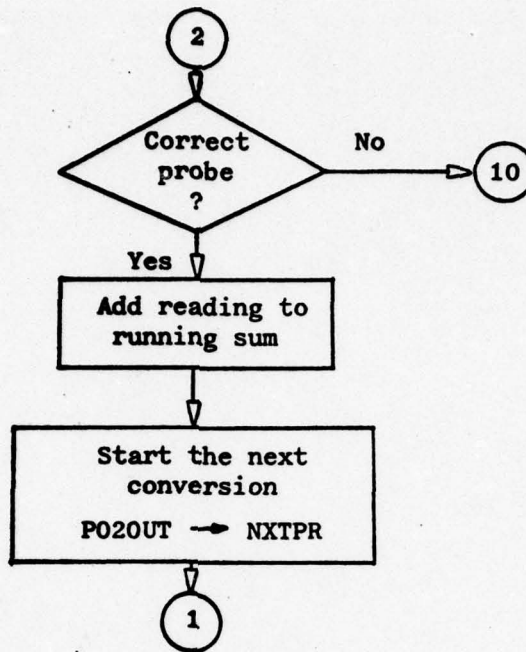 2
Correct
probe
?
No
10
Yes
Add reading to
running sum
Start the next
conversion
PO2OUT → NXTPR
1